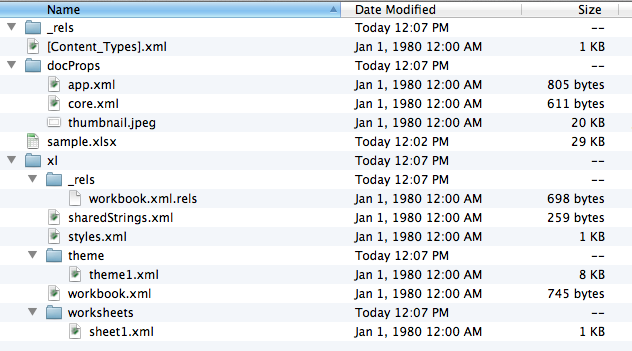 Name Date Modified Size
_rels Today 12:07 PM --
[Content_Types].xml Jan 1, 1980 12:00 AM 1 KB
docProps Today 12:07 PM --
app.xml Jan 1, 1980 12:00 AM 805 bytes
core.xml Jan 1, 1980 12:00 AM 611 bytes
thumbnail.jpeg Jan 1, 1980 12:00 AM 20 KB
sample.xlsx Today 12:02 PM 29 KB
xl Today 12:07 PM --
_rels Today 12:07 PM --
workbook.xml.rels Jan 1, 1980 12:00 AM 698 bytes
sharedStrings.xml Jan 1, 1980 12:00 AM 259 bytes
styles.xml Jan 1, 1980 12:00 AM 1 KB
theme Today 12:07 PM --
theme1.xml Jan 1, 1980 12:00 AM 8 KB
workbook.xml Jan 1, 1980 12:00 AM 745 bytes
worksheets Today 12:07 PM --
sheet1.xml Jan 1, 1980 12:00 AM 1 KB